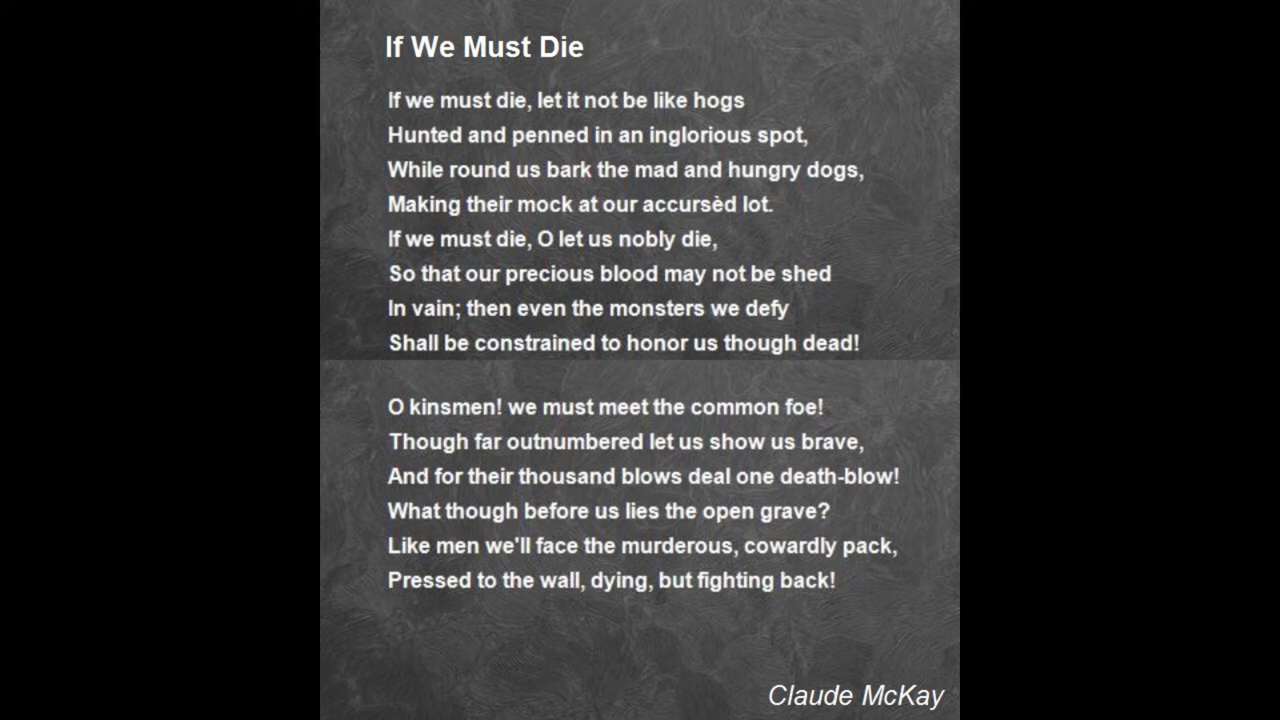 If We Must Die
If we must die, let it not be like hogs
Hunted and penned in an inglorious spot,
While round us bark the mad and hungry dogs,
Making their mock at our accursèd lot.
If we must die, O let us nobly die,
So that our precious blood may not be shed
In vain; then even the monsters we defy
Shall be constrained to honor us though dead!
O kinsmen! we must meet the common foe!
Though far outnumbered let us show us brave,
And for their thousand blows deal one death-blow!
What though before us lies the open grave?
Like men we'll face the murderous, cowardly pack,
Pressed to the wall, dying, but fighting back!
Claude McKay